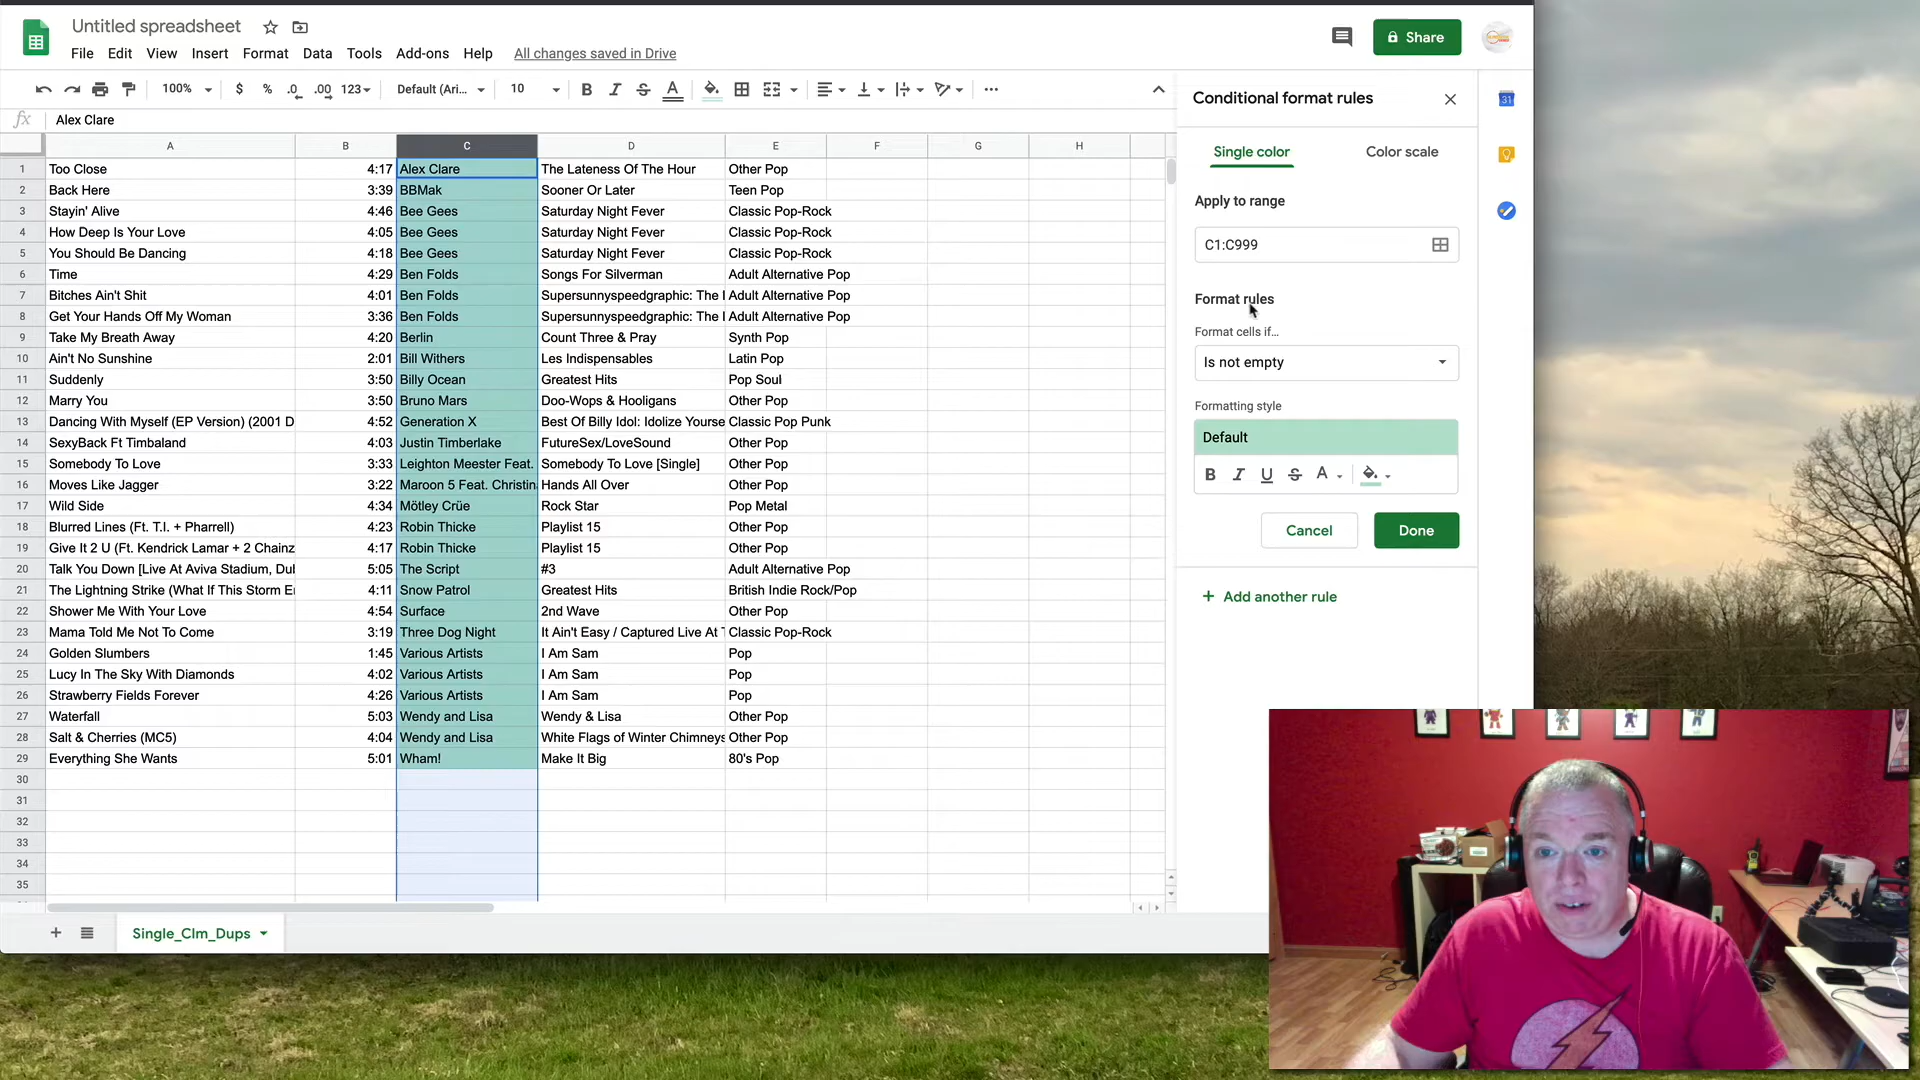 Untitled spreadsheet
File Edit View Insert Format Data Tools Add-ons Help All changes saved in Drive
Share
100% $ % .0 .00 123 Default (Ari... 10 B I S A ...
fx Alex Clare
A B C D E F G H
1 Too Close 4:17 Alex Clare The Lateness Of The Hour Other Pop
2 Back Here 3:39 BBMak Sooner Or Later Teen Pop
3 Stayin' Alive 4:46 Bee Gees Saturday Night Fever Classic Pop-Rock
4 How Deep Is Your Love 4:05 Bee Gees Saturday Night Fever Classic Pop-Rock
5 You Should Be Dancing 4:18 Bee Gees Saturday Night Fever Classic Pop-Rock
6 Time 4:29 Ben Folds Songs For Silverman Adult Alternative Pop
7 Bitches Ain't Shit 4:01 Ben Folds Supersunnyspeedgraphic: The Adult Alternative Pop
8 Get Your Hands Off My Woman 3:36 Ben Folds Supersunnyspeedgraphic: The Adult Alternative Pop
9 Take My Breath Away 4:20 Berlin Count Three & Pray Synth Pop
10 Ain't No Sunshine 2:01 Bill Withers Les Indispensables Latin Pop
11 Suddenly 3:50 Billy Ocean Greatest Hits Pop Soul
12 Marry You 3:50 Bruno Mars Doo-Wops & Hooligans Other Pop
13 Dancing With Myself (EP Version) (2001 D 4:52 Generation X Best Of Billy Idol: Idolize Yourse Classic Pop Punk
14 SexyBack Ft Timbaland 4:03 Justin Timberlake FutureSex/LoveSound Other Pop
15 Somebody To Love 3:33 Leighton Meester Feat. Somebody To Love [Single] Other Pop
16 Moves Like Jagger 3:22 Maroon 5 Feat. Christin Hands All Over Other Pop
17 Wild Side 4:34 Mötley Crüe Rock Star Pop Metal
18 Blurred Lines (Ft. T.I. + Pharrell) 4:23 Robin Thicke Playlist 15 Other Pop
19 Give It 2 U (Ft. Kendrick Lamar + 2 Chainz 4:17 Robin Thicke Playlist 15 Other Pop
20 Talk You Down [Live At Aviva Stadium, Dul 5:05 The Script #3 Adult Alternative Pop
21 The Lightning Strike (What If This Storm E 4:11 Snow Patrol Greatest Hits British Indie Rock/Pop
22 Shower Me With Your Love 4:54 Surface 2nd Wave Other Pop
23 Mama Told Me Not To Come 3:19 Three Dog Night It Ain't Easy / Captured Live At Classic Pop-Rock
24 Golden Slumbers 1:45 Various Artists I Am Sam Pop
25 Lucy In The Sky With Diamonds 4:02 Various Artists I Am Sam Pop
26 Strawberry Fields Forever 4:26 Various Artists I Am Sam Pop
27 Waterfall 5:03 Wendy and Lisa Wendy & Lisa Other Pop
28 Salt & Cherries (MC5) 4:04 Wendy and Lisa White Flags of Winter Chimneys Other Pop
29 Everything She Wants 5:01 Wham! Make It Big 80's Pop
30
31
32
33
34
35
Single_Clm_Dups
Conditional format rules
Single color Color scale
Apply to range
C1:C999
Format rules
Format cells if…
Is not empty
Formatting style
Default
B I U S A
Cancel Done
+ Add another rule
31